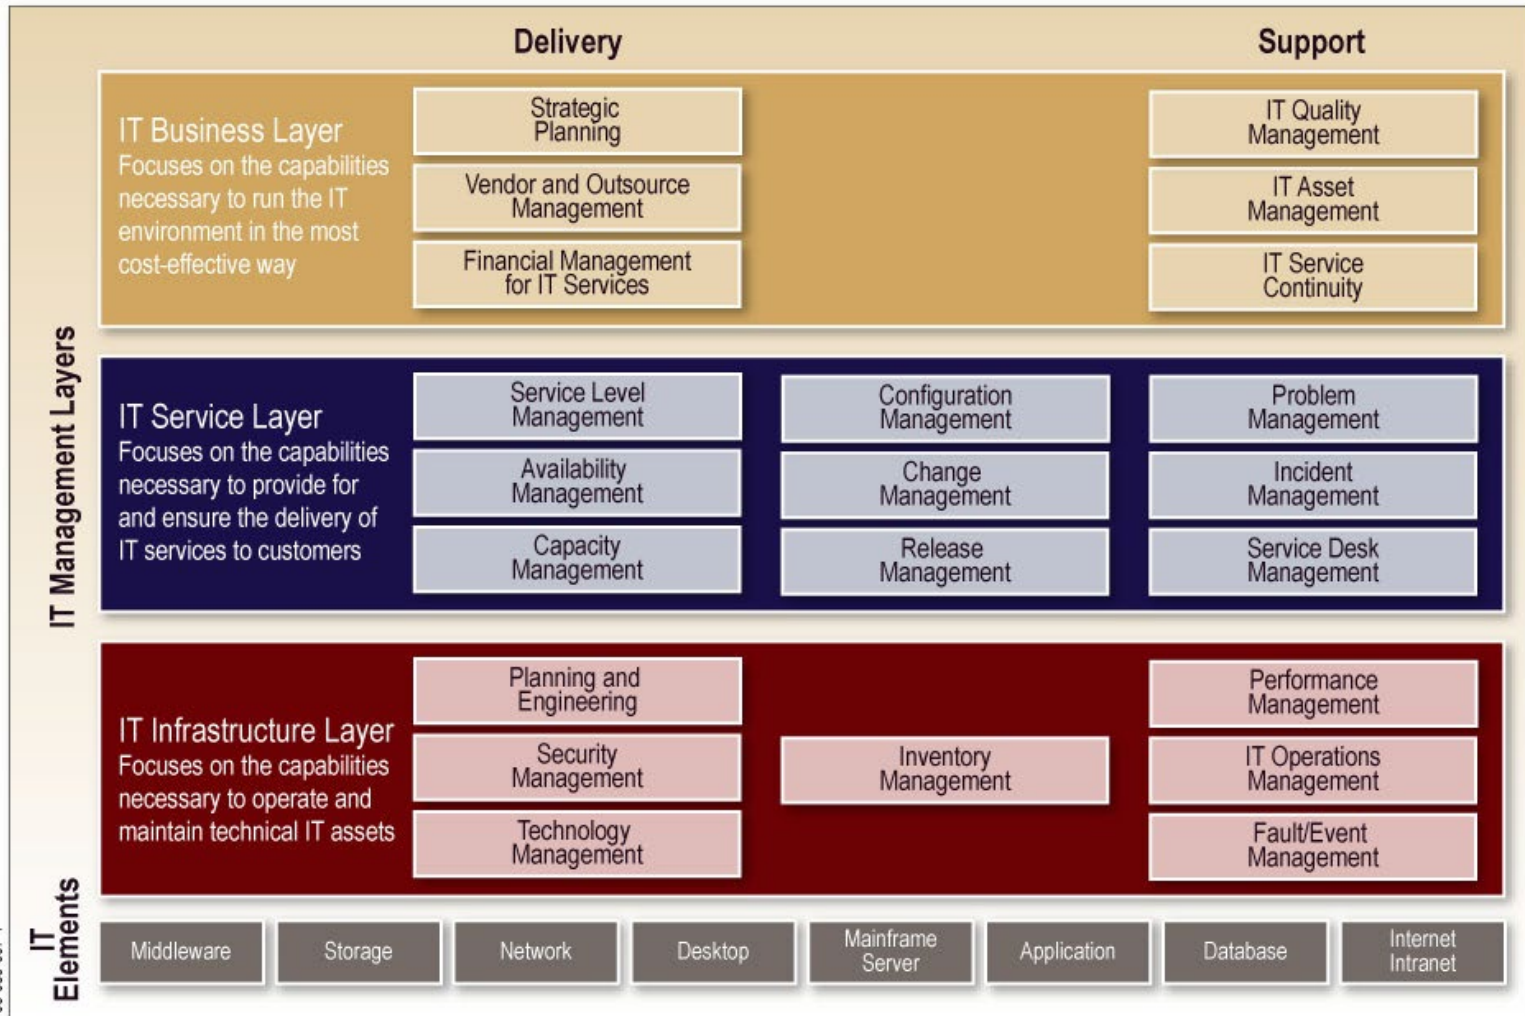 Delivery
Support
IT Management Layers
IT Business Layer
Focuses on the capabilities
necessary to run the IT
environment in the most
cost-effective way
Strategic
Planning
Vendor and Outsource
Management
Financial Management
for IT Services
IT Quality
Management
IT Asset
Management
IT Service
Continuity
IT Service Layer
Focuses on the capabilities
necessary to provide for
and ensure the delivery of
IT services to customers
Service Level
Management
Availability
Management
Capacity
Management
Configuration
Management
Change
Management
Release
Management
Problem
Management
Incident
Management
Service Desk
Management
IT Infrastructure Layer
Focuses on the capabilities
necessary to operate and
maintain technical IT assets
Planning and
Engineering
Security
Management
Technology
Management
Inventory
Management
Performance
Management
IT Operations
Management
Fault/Event
Management
IT
Elements
Middleware
Storage
Network
Desktop
Mainframe
Server
Application
Database
Internet
Intranet